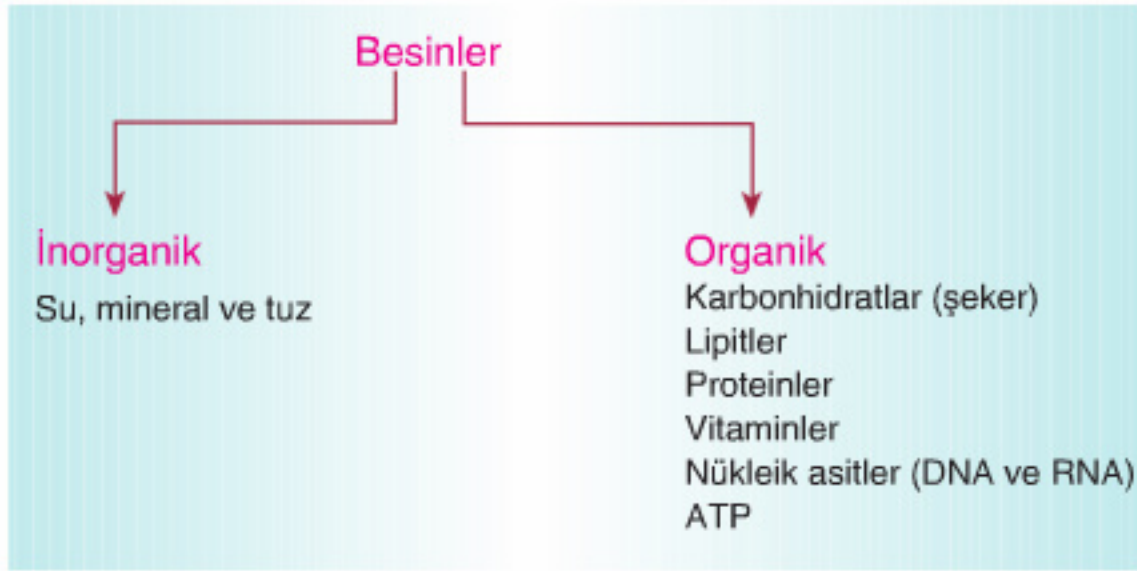 Besinler
İnorganik
Su, mineral ve tuz
Organik
Karbonhidratlar (şeker)
Lipitler
Proteinler
Vitaminler
Nükleik asitler (DNA ve RNA)
ATP